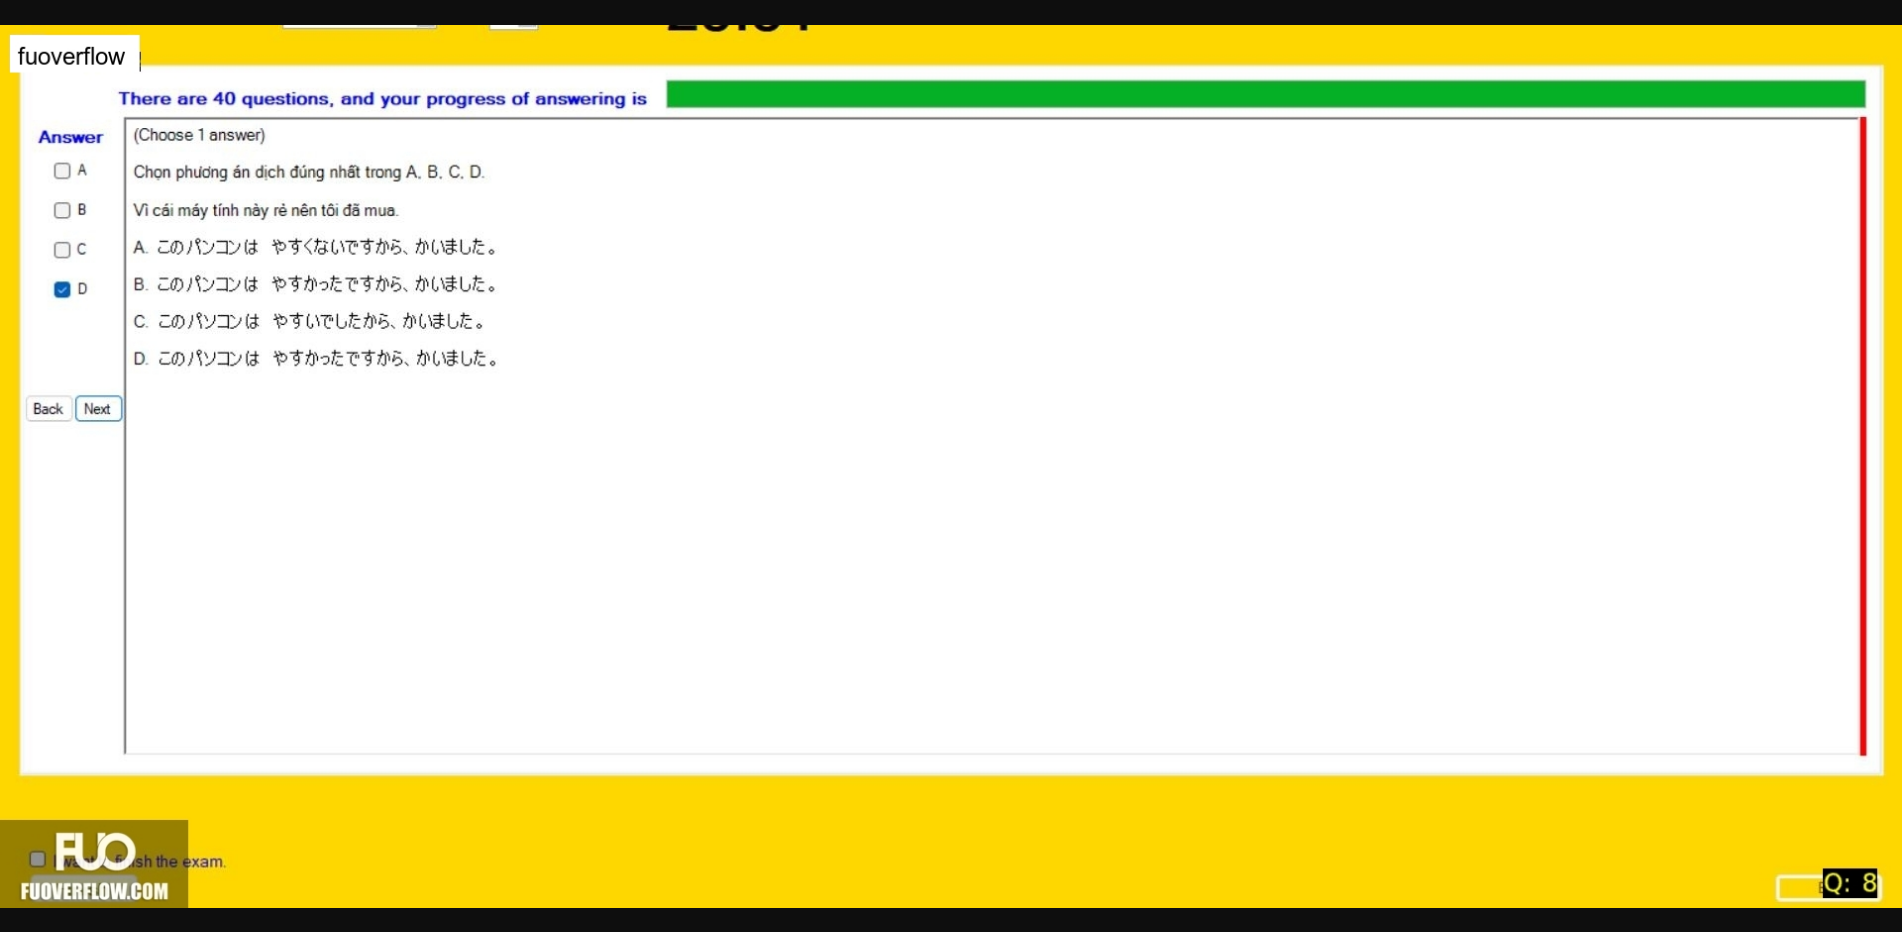 fuoverflow
There are 40 questions, and your progress of answering is
Answer
(Choose 1 answer)
A
Chọn phương án dịch đúng nhất trong A, B, C, D.
B
Vì cái máy tính này rẻ nên tôi đã mua.
C
A. このパンコンは やすくないですから、かいました。
D
B. このパンコンは やすかったですから、かいました。
C. このパソコンは やすいでしたから、かいました。
D. このパソコンは やすかったですから、かいました。
Back Next
FUO
finish the exam.
FUOVERFLOW.COM
Q: 8